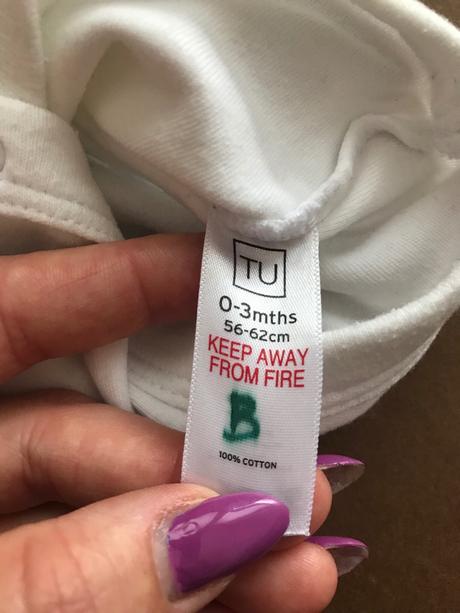 TU
0-3mths
56-62cm
KEEP AWAY
FROM FIRE
B
100% COTTON